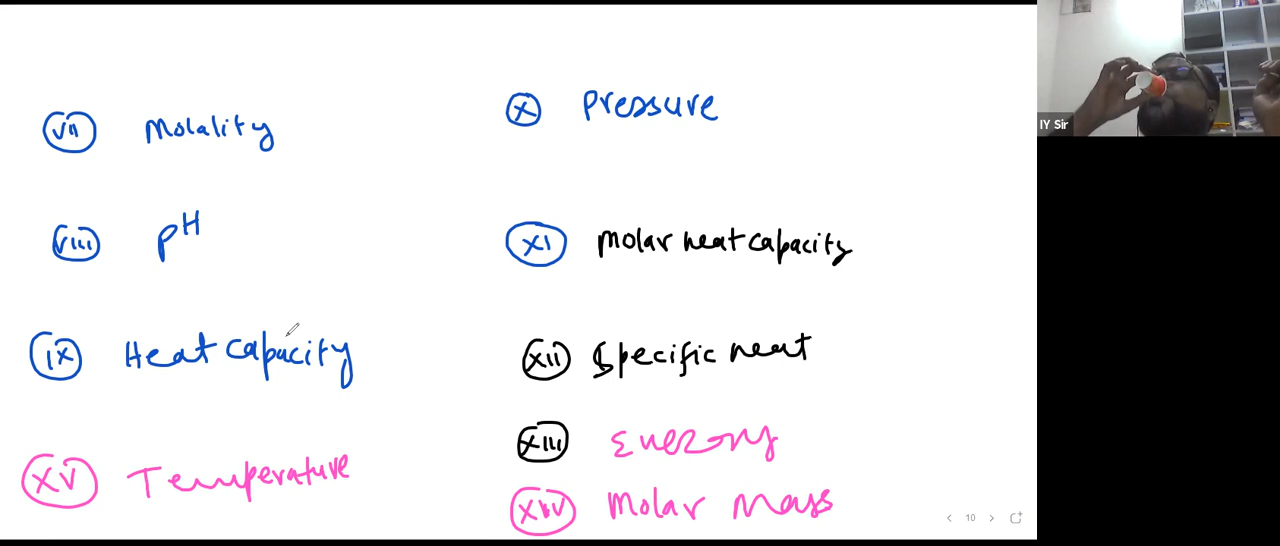 VII Molality
VIII pH
IX Heat capacity
XV Temperature
X Pressure
XI Molar heat capacity
XII Specific heat
XIII Energy
XIV Molar Mass
10
IY Sir